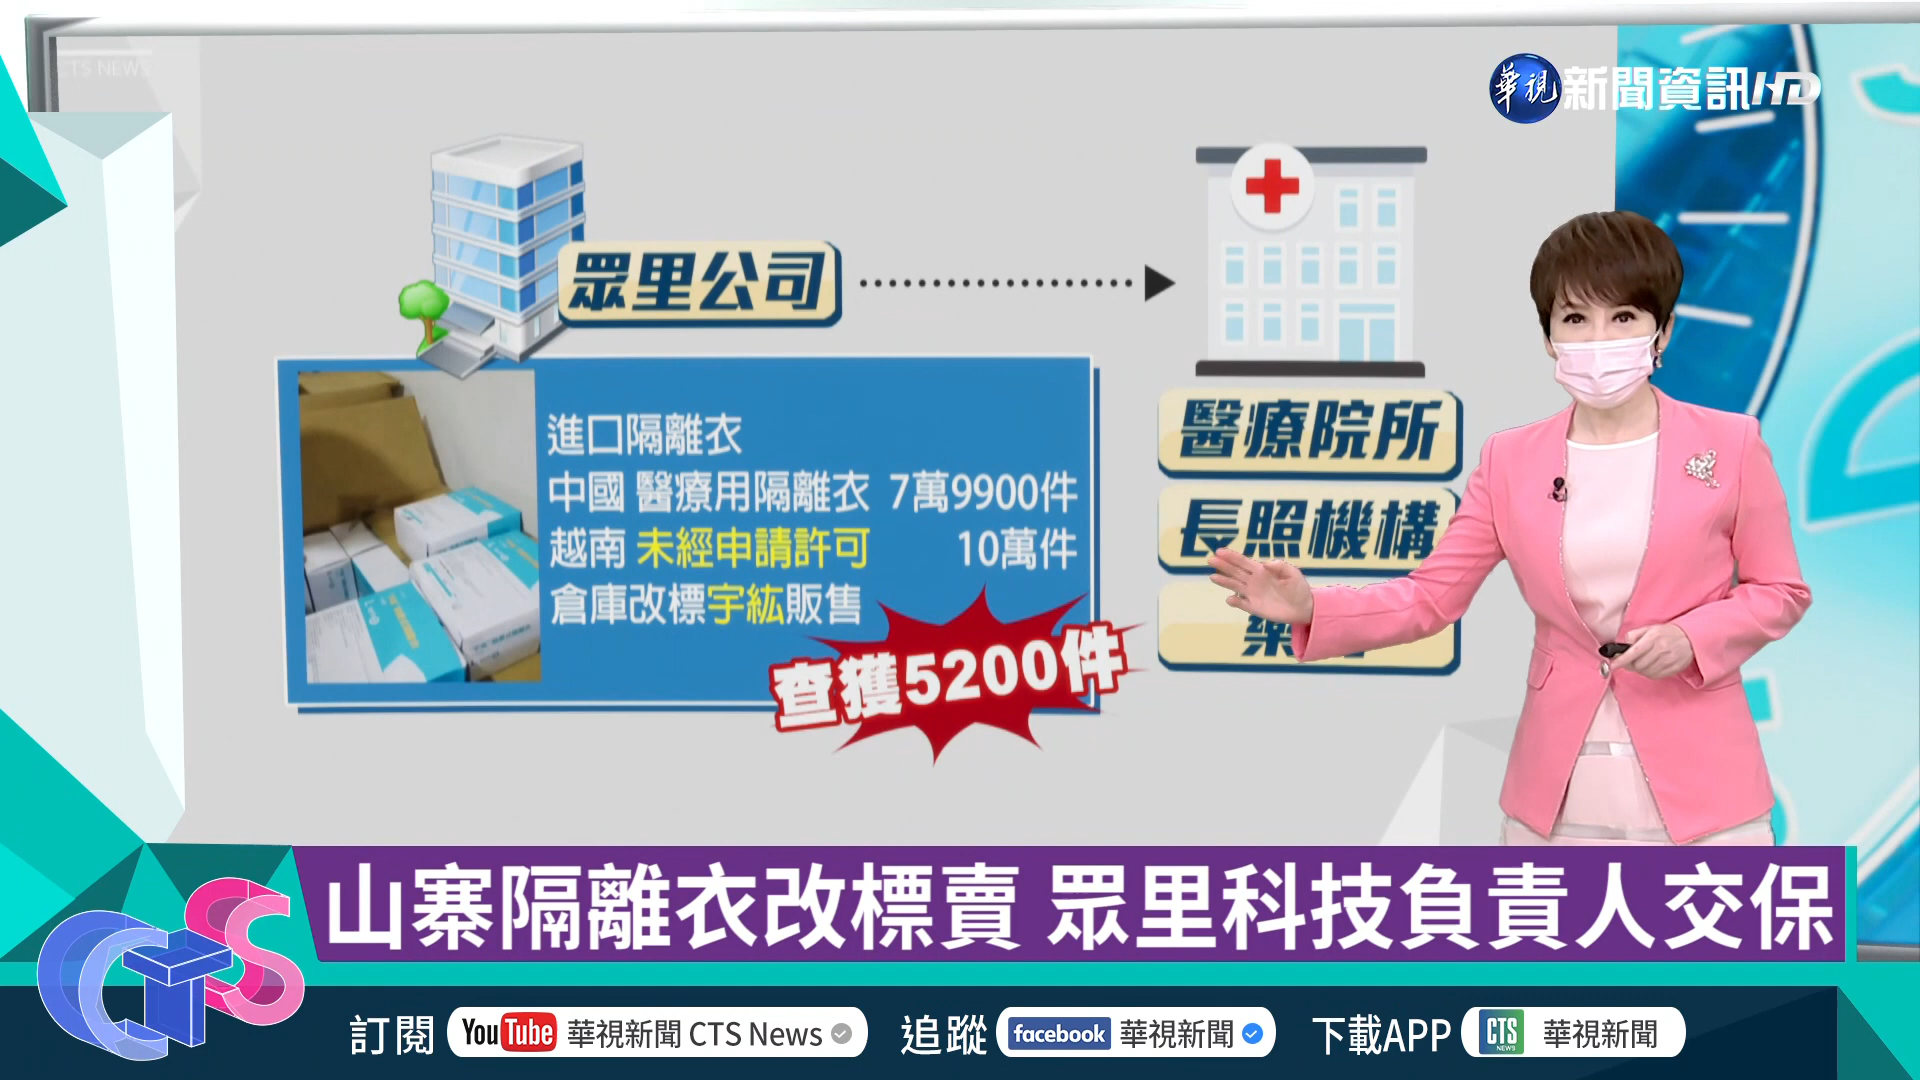 CTS NEWS
華視新聞資訊HD
眾里公司
進口隔離衣
中國 醫療用隔離衣 7萬9900件
越南 未經申請許可 10萬件
倉庫改標宇紘販售
查獲5200件
醫療院所
長照機構
藥
山寨隔離衣改標賣 眾里科技負責人交保
CTS
訂閱 YouTube 華視新聞 CTS News 追蹤 facebook 華視新聞 下載APP CTS NEWS 華視新聞